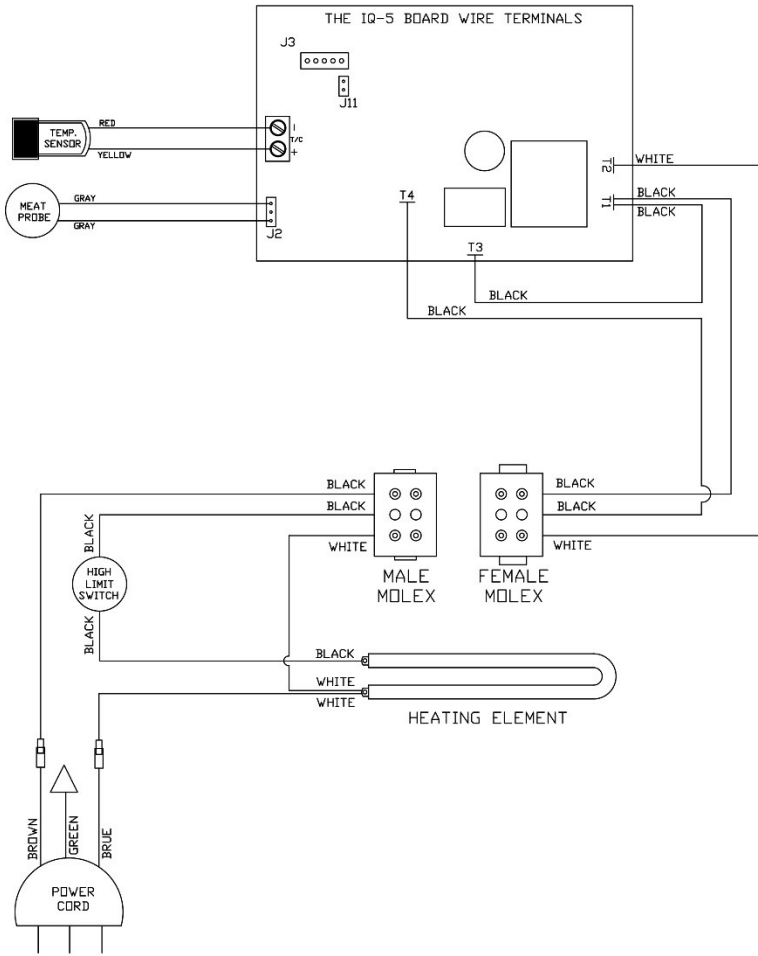 THE IQ-5 BOARD WIRE TERMINALS
J3
J11
RED
TEMP.
SENSOR
YELLOW
-
T/C
+
T2
WHITE
BLACK
T1
BLACK
GRAY
MEAT
PROBE
GRAY
J2
T4
T3
BLACK
BLACK
BLACK
BLACK
BLACK
BLACK
WHITE
WHITE
MALE
MOLEX
FEMALE
MOLEX
BLACK
HIGH
LIMIT
SWITCH
BLACK
BLACK
WHITE
WHITE
HEATING ELEMENT
BROWN
GREEN
BRUE
POWER
CORD